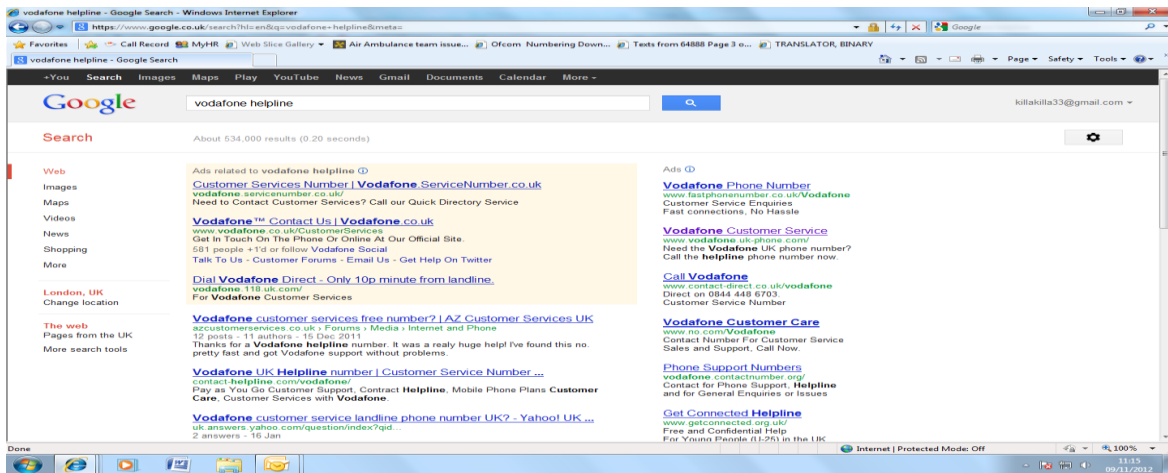 vodafone helpline - Google Search - Windows Internet Explorer
https://www.google.co.uk/search?hl=en&q=vodafone+helpline&meta=
Google
Favorites Call Record MyHR Web Slice Gallery Air Ambulance team issue... Ofcom Numbering Down... Texts from 64888 Page 3 o... TRANSLATOR, BINARY
vodafone helpline - Google Search
Page Safety Tools
+You Search Images Maps Play YouTube News Gmail Documents Calendar More
Google
vodafone helpline
killakilla33@gmail.com
Search
About 534,000 results (0.20 seconds)
Web
Images
Maps
Videos
News
Shopping
More
London, UK
Change location
The web
Pages from the UK
More search tools
Ads related to vodafone helpline
Customer Services Number | Vodafone.ServiceNumber.co.uk
vodafone.servicenumber.co.uk/
Need to Contact Customer Services? Call our Quick Directory Service
Vodafone™ Contact Us | Vodafone.co.uk
www.vodafone.co.uk/CustomerServices
Get In Touch On The Phone Or Online At Our Official Site.
581 people +1'd or follow Vodafone Social
Talk To Us - Customer Forums - Email Us - Get Help On Twitter
Dial Vodafone Direct - Only 10p minute from landline.
vodafone.118.uk.com/
For Vodafone Customer Services
Vodafone customer services free number? | AZ Customer Services UK
azcustomerservices.co.uk › Forums › Media › Internet and Phone
12 posts - 11 authors - 15 Dec 2011
Thanks for a Vodafone helpline number. It was a realy huge help! I've found this no.
pretty fast and got Vodafone support without problems.
Vodafone UK Helpline number | Customer Service Number ...
contact-helpline.com/vodafone/
Pay as You Go Customer Support, Contract Helpline, Mobile Phone Plans Customer
Care, Customer Services with Vodafone.
Vodafone customer service landline phone number UK? - Yahoo! UK ...
uk.answers.yahoo.com/question/index?qid...
2 answers - 16 Jan
Ads
Vodafone Phone Number
www.fastphonenumber.co.uk/Vodafone
Customer Service Enquiries
Fast connections, No Hassle
Vodafone Customer Service
www.vodafone.uk-phone.com/
Need the Vodafone UK phone number?
Call the helpline phone number now.
Call Vodafone
www.contact-direct.co.uk/vodafone
Direct on 0844 448 6703.
Customer Service Number
Vodafone Customer Care
www.no.com/Vodafone
Contact Number For Customer Service
Sales and Support, Call Now.
Phone Support Numbers
vodafone.contactnumber.org/
Contact for Phone Support, Helpline
and for General Enquiries or Issues
Get Connected Helpline
www.getconnected.org.uk/
Free and Confidential Help
For Young People (U-25) in the UK
Done
Internet | Protected Mode: Off
100%
11:15
09/11/2012